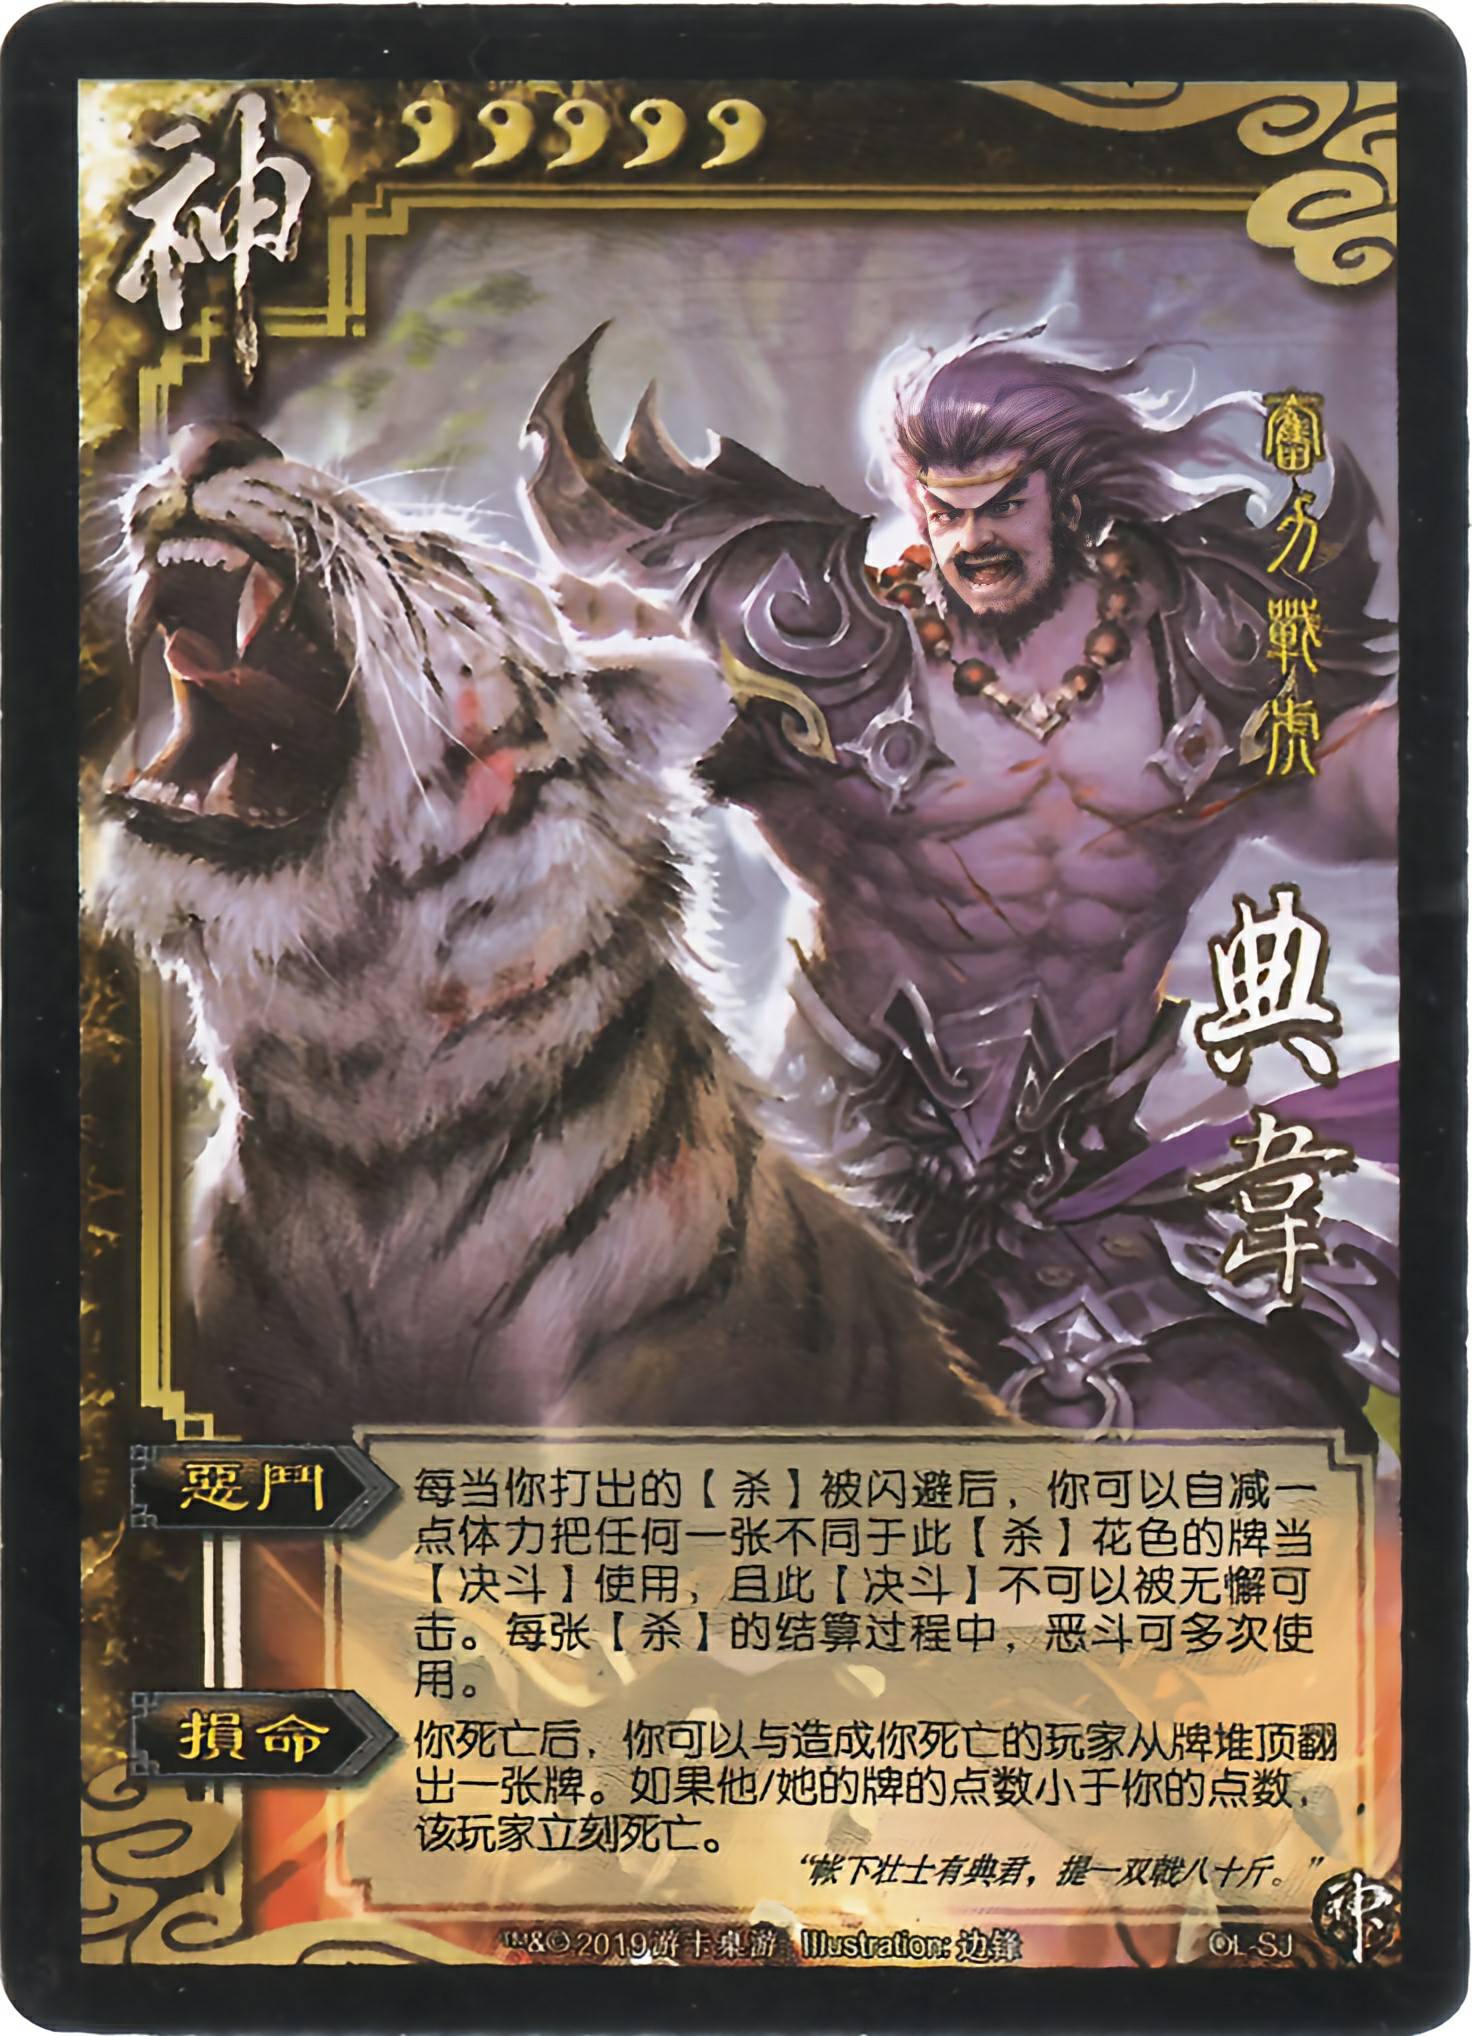 神
奮力戰虎
典韋
惡鬥
每当你打出的【杀】被闪避后，你可以自减一
点体力把任何一张不同于此【杀】花色的牌当
【决斗】使用，且此【决斗】不可以被无懈可
击。每张【杀】的结算过程中，恶斗可多次使
用。
損命
你死亡后，你可以与造成你死亡的玩家从牌堆顶翻
出一张牌。如果他/她的牌的点数小于你的点数，
该玩家立刻死亡。
“帐下壮士有典君，提一双戟八十斤。”
™&©2019游卡桌游 Illustration: 边锋
OL-SJ
神